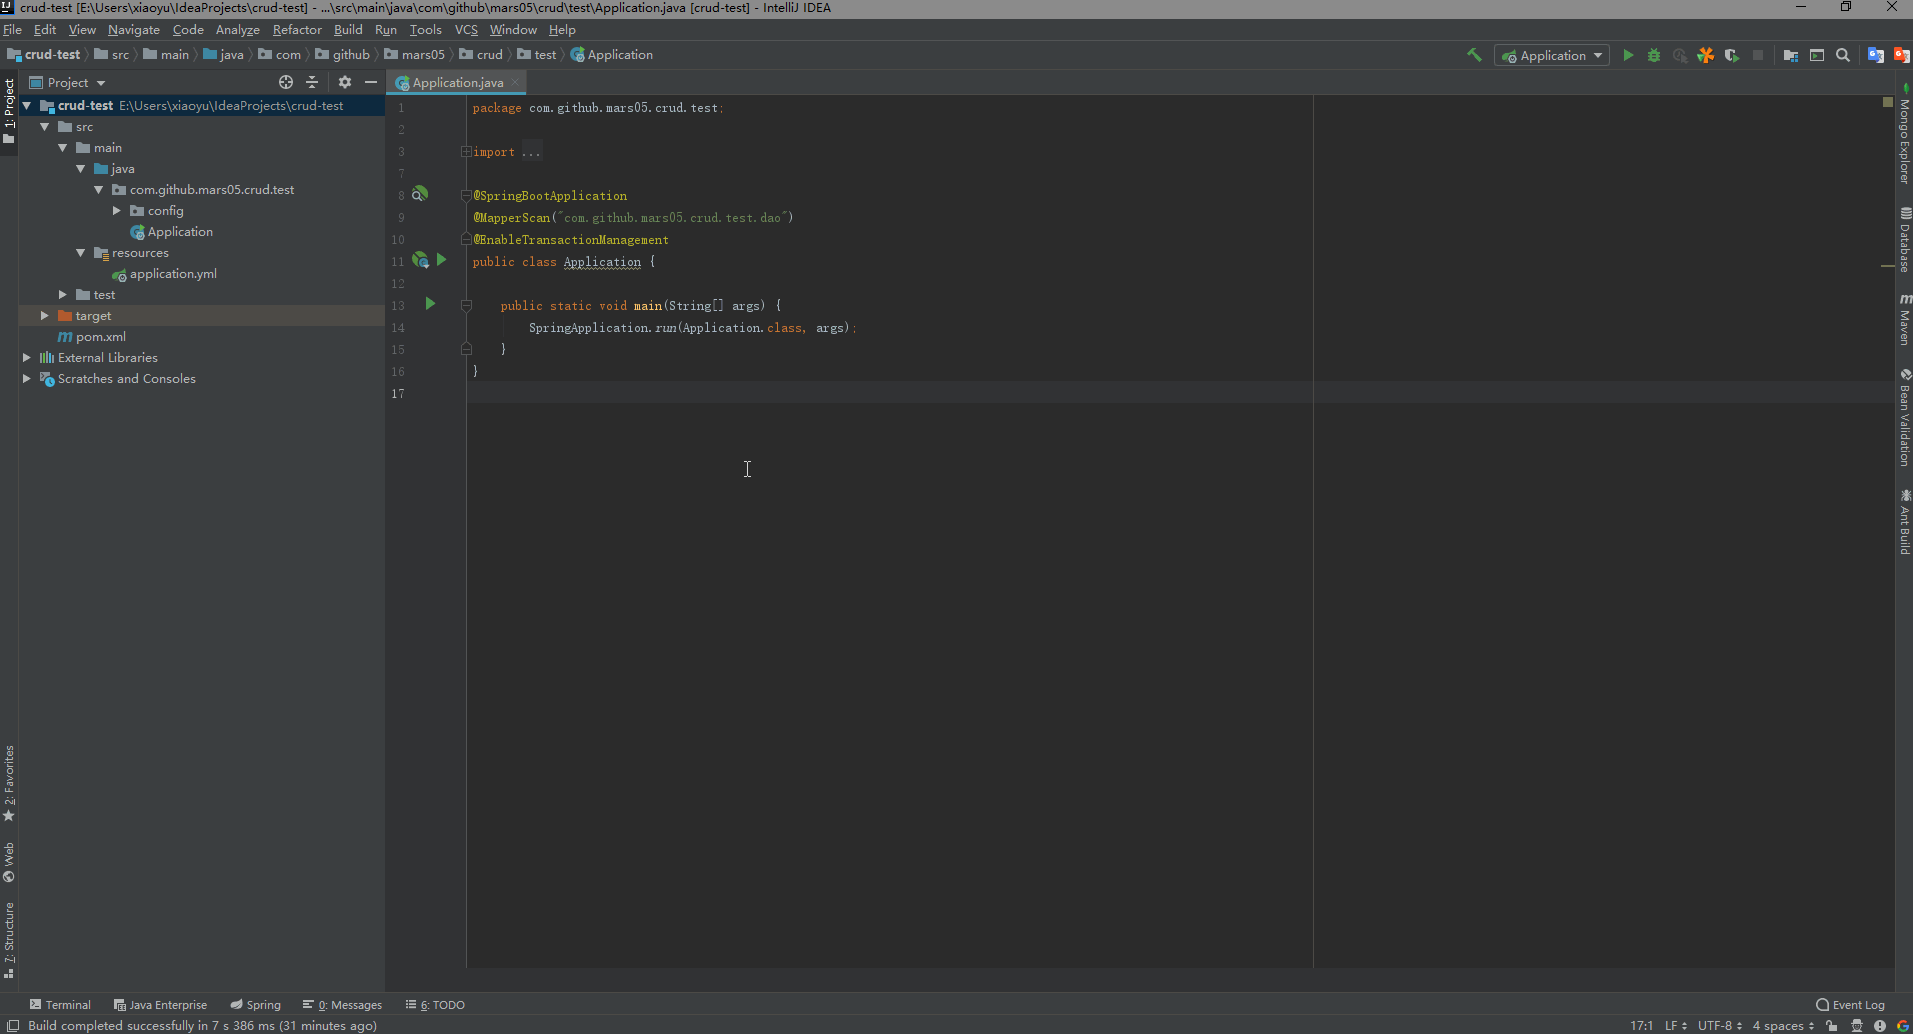 crud-test [E:\Users\xiaoyu\IdeaProjects\crud-test] - ...\src\main\java\com\github\mars05\crud\test\Application.java [crud-test] - IntelliJ IDEA
File Edit View Navigate Code Analyze Refactor Build Run Tools VCS Window Help
crud-test src main java com github mars05 crud test Application Application
Project Application.java
crud-test E:\Users\xiaoyu\IdeaProjects\crud-test
src
main
java
com.github.mars05.crud.test
config
Application
resources
application.yml
test
target
pom.xml
External Libraries
Scratches and Consoles
1 package com.github.mars05.crud.test;
2
3 import ...
7
8 @SpringBootApplication
9 @MapperScan("com.github.mars05.crud.test.dao")
10 @EnableTransactionManagement
11 public class Application {
12
13 public static void main(String[] args) {
14 SpringApplication.run(Application.class, args);
15 }
16 }
17
1: Project
2: Favorites
Web
7: Structure
Mongo Explorer
Database
Maven
Bean Validation
Ant Build
Terminal Java Enterprise Spring 0: Messages 6: TODO Event Log
Build completed successfully in 7 s 386 ms (31 minutes ago) 17:1 LF UTF-8 4 spaces